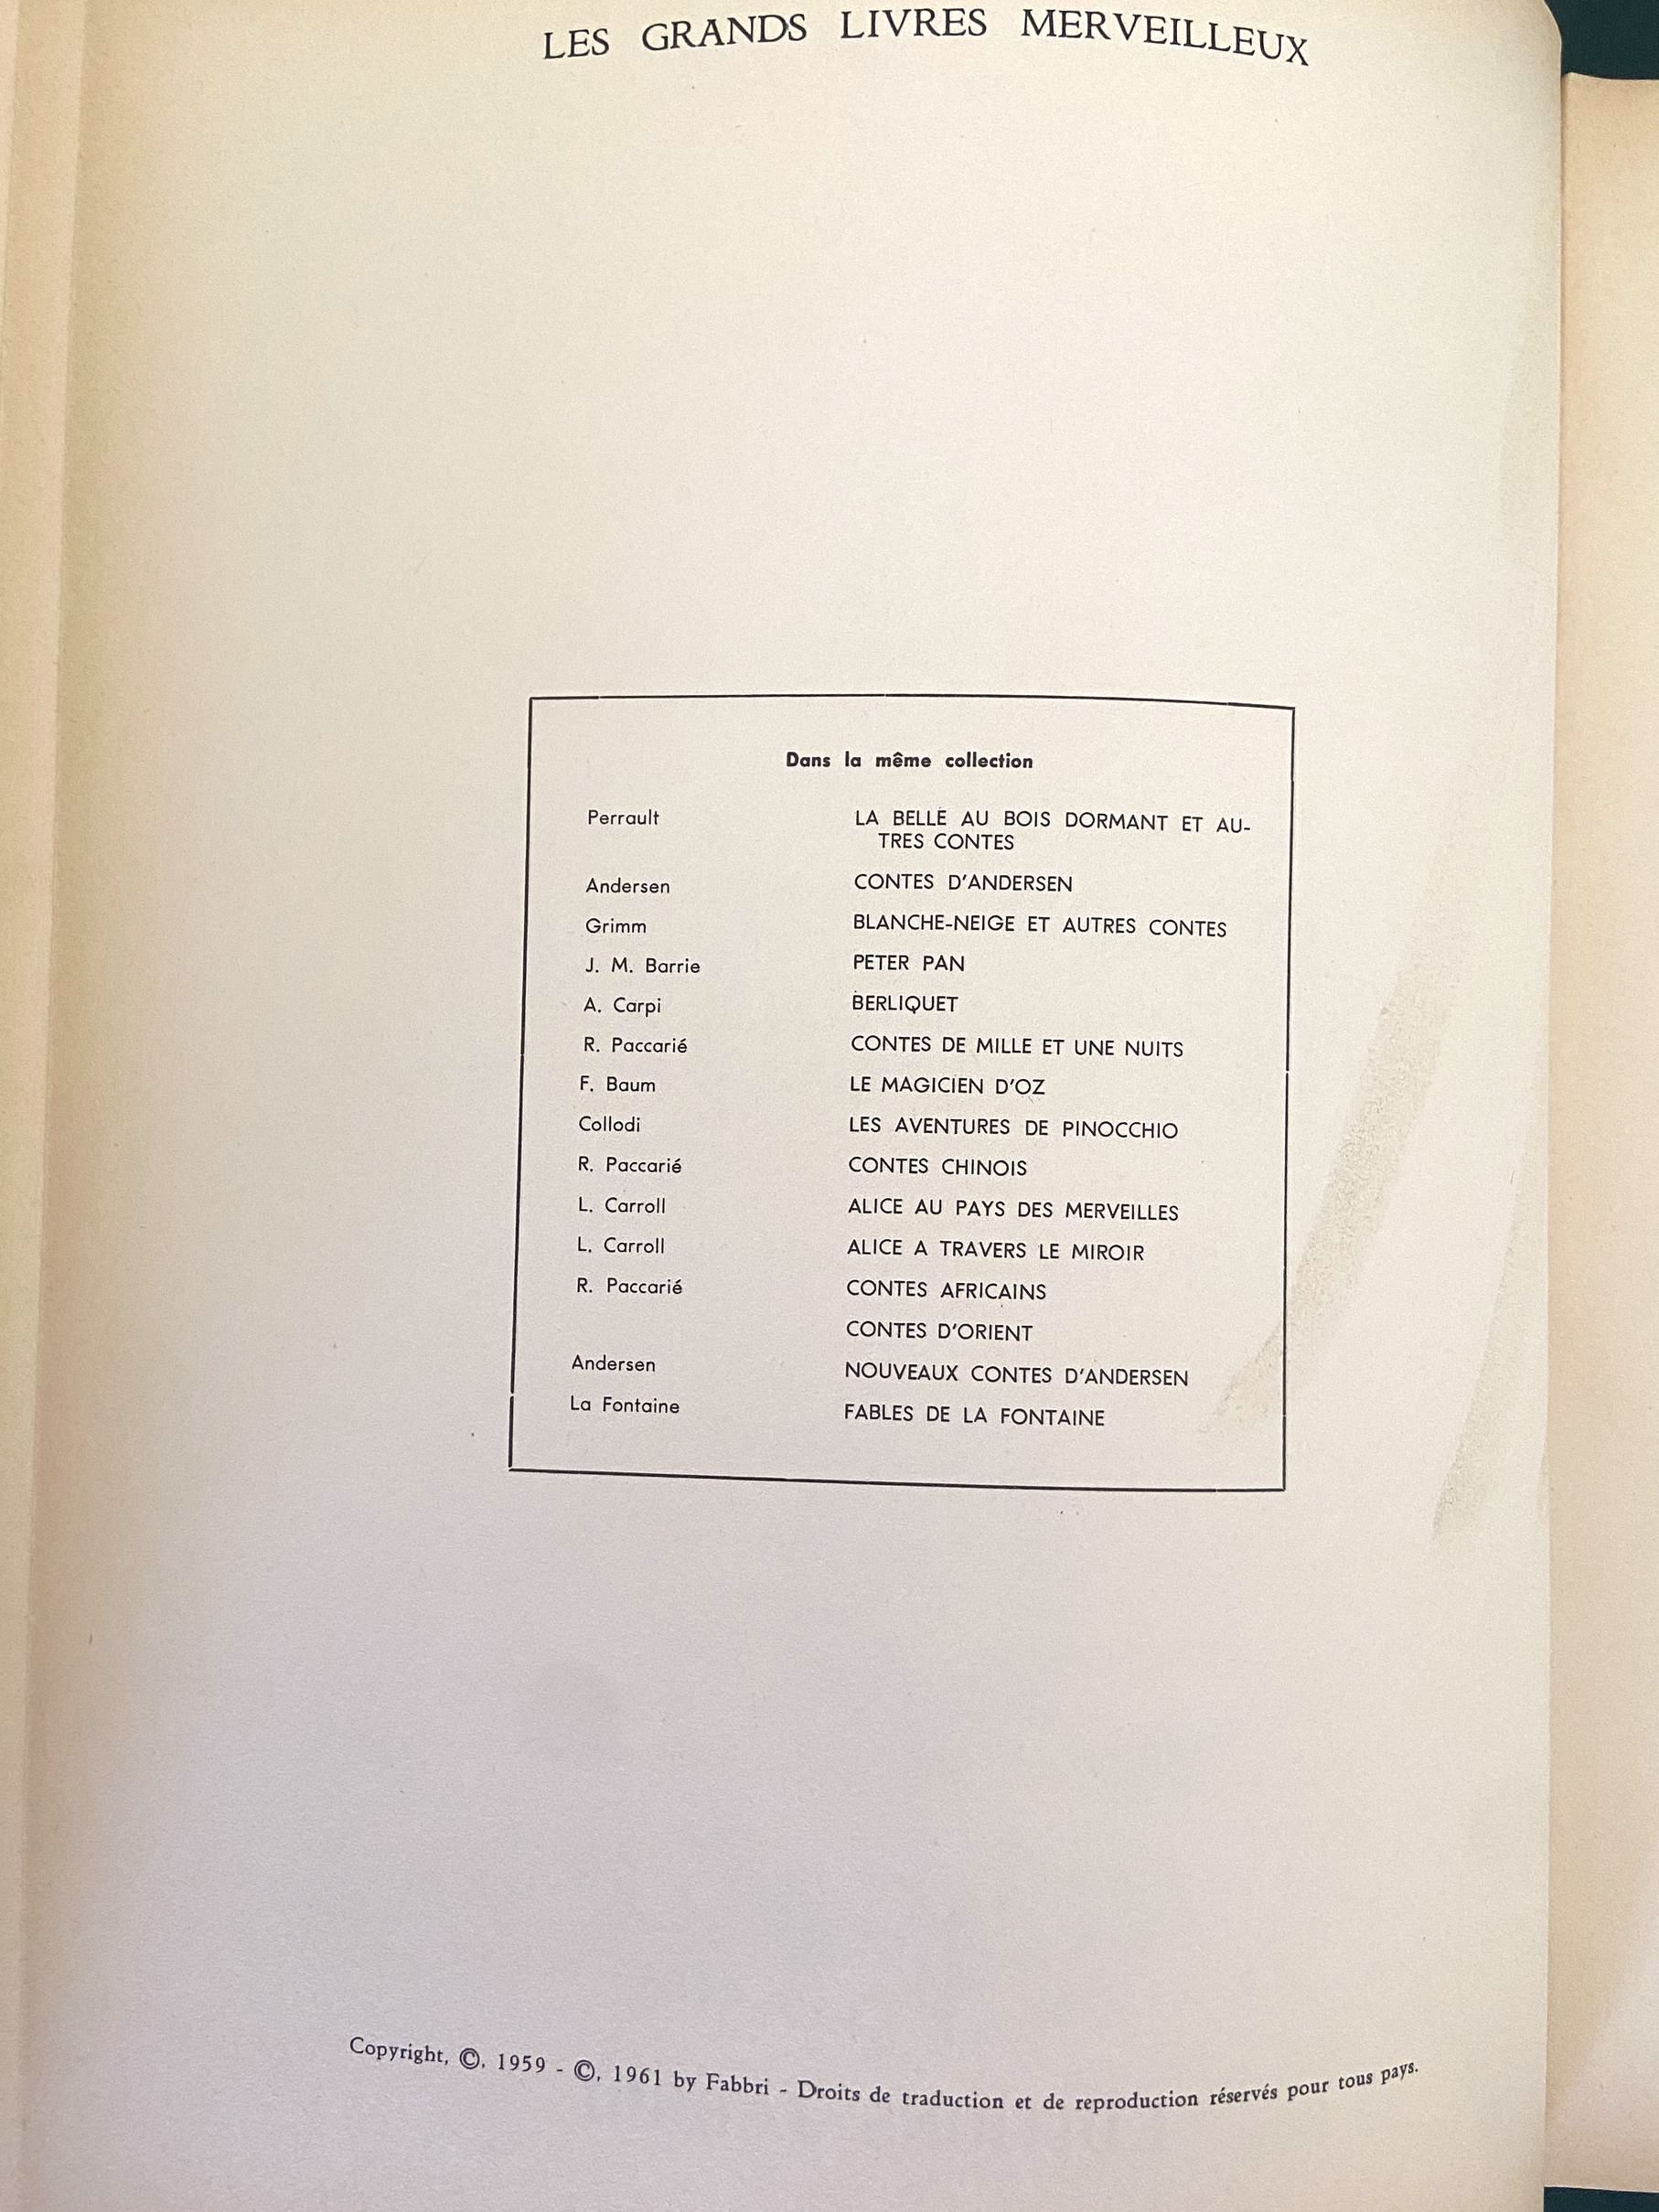 LES GRANDS LIVRES MERVEILLEUX
Dans la même collection
Perrault LA BELLE AU BOIS DORMANT ET AU-
TRES CONTES
Andersen CONTES D'ANDERSEN
Grimm BLANCHE-NEIGE ET AUTRES CONTES
J. M. Barrie PETER PAN
A. Carpi BERLIQUET
R. Paccarié CONTES DE MILLE ET UNE NUITS
F. Baum LE MAGICIEN D'OZ
Collodi LES AVENTURES DE PINOCCHIO
R. Paccarié CONTES CHINOIS
L. Carroll ALICE AU PAYS DES MERVEILLES
L. Carroll ALICE A TRAVERS LE MIROIR
R. Paccarié CONTES AFRICAINS
CONTES D'ORIENT
Andersen NOUVEAUX CONTES D'ANDERSEN
La Fontaine FABLES DE LA FONTAINE
Copyright, ©, 1959 - ©, 1961 by Fabbri - Droits de traduction et de reproduction réservés pour tous pays.